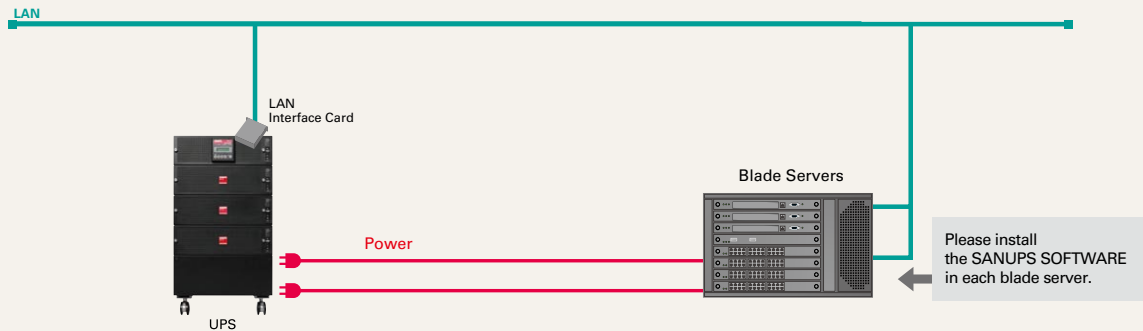 LAN
LAN
Interface Card
Blade Servers
Power
Please install
the SANUPS SOFTWARE
in each blade server.
UPS